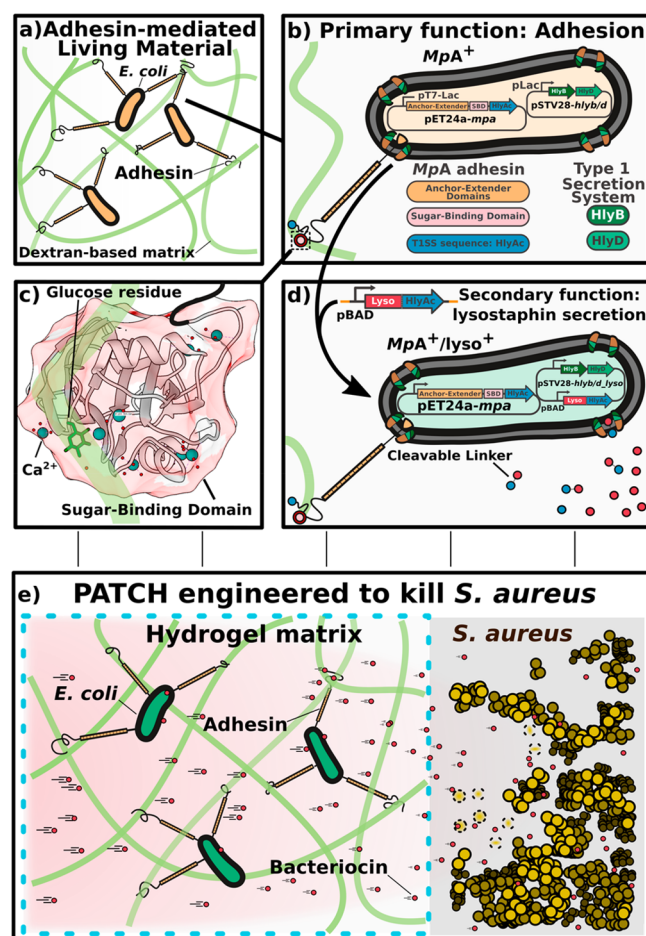 a) Adhesin-mediated
Living Material
E. coli
Adhesin
Dextran-based matrix
b) Primary function: Adhesion
MpA+
pT7-Lac
Anchor-Extender SBD HlyAc
pET24a-mpa
pLac
HlyB HlyD
pSTV28-hlyb/d
MpA adhesin
Anchor-Extender
Domains
Sugar-Binding Domain
T1SS sequence: HlyAc
Type 1
Secretion
System
HlyB
HlyD
c) Glucose residue
Ca2+
Sugar-Binding Domain
d)
Lyso HlyAc
pBAD
Secondary function:
lysostaphin secretion
MpA+/lyso+
Anchor-Extender SBD HlyAc
pET24a-mpa
HlyB HlyD
pSTV28-hlyb/d_lyso
pBAD
Lyso HlyAc
Cleavable Linker
e) PATCH engineered to kill S. aureus
Hydrogel matrix
S. aureus
E. coli
Adhesin
Bacteriocin